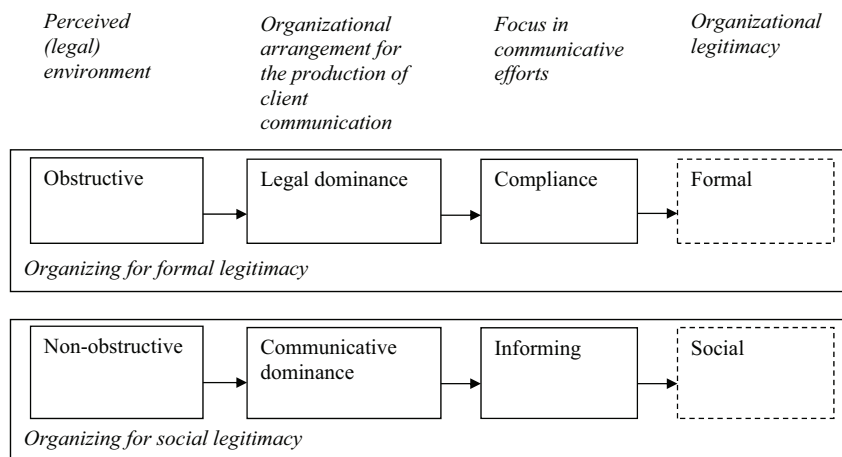 Perceived
(legal)
environment
Organizational
arrangement for
the production of
client
communication
Focus in
communicative
efforts
Organizational
legitimacy
Obstructive
Legal dominance
Compliance
Formal
Organizing for formal legitimacy
Non-obstructive
Communicative
dominance
Informing
Social
Organizing for social legitimacy